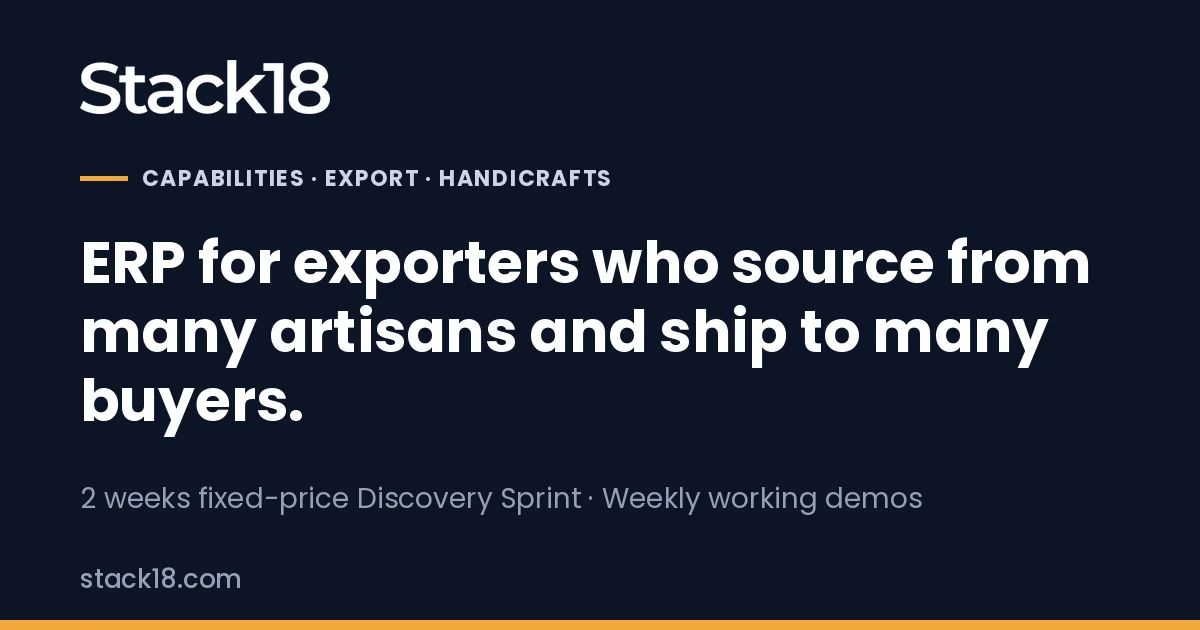 Stack18
CAPABILITIES · EXPORT · HANDICRAFTS
ERP for exporters who source from
many artisans and ship to many
buyers.
2 weeks fixed-price Discovery Sprint · Weekly working demos
stack18.com